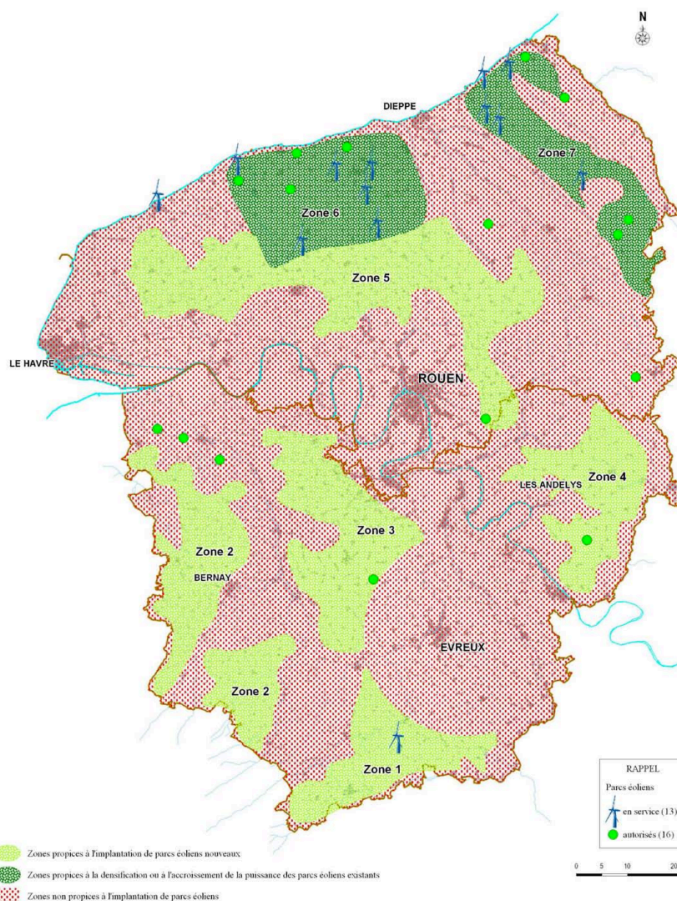 N
DIEPPE
Zone 7
Zone 6
Zone 5
LE HAVRE
ROUEN
Zone 4
LES ANDELYS
Zone 3
Zone 2
BERNAY
EVREUX
Zone 2
Zone 1
RAPPEL
Parcs éoliens
en service (13)
autorisés (16)
0 5 10 20
Zones propices à l'implantation de parcs éoliens nouveaux
Zones propices à la densification ou à l'accroissement de la puissance des parcs éoliens existants
Zones non propices à l'implantation de parcs éoliens